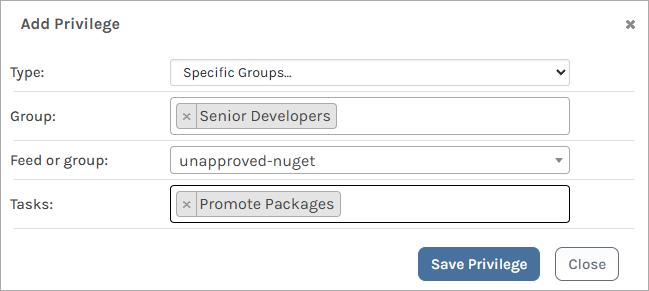 Add Privilege ×
Type: Specific Groups...
Group: × Senior Developers
Feed or group: unapproved-nuget
Tasks: × Promote Packages
Save Privilege Close